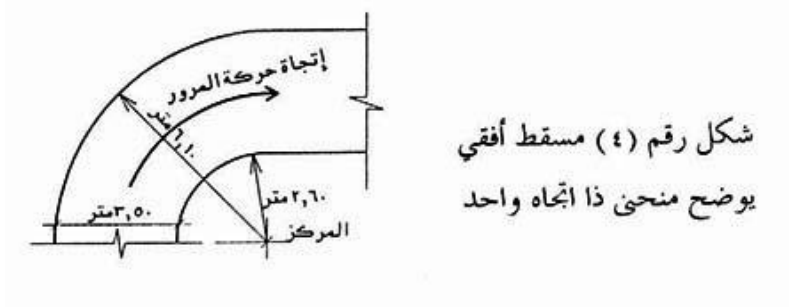 إتجاة حركة المرور
٦,١٠ متر
٢,٦٠ متر
٣,٥٠ متر
المركز
شكل رقم (٤) مسقط أفقي
يوضح منحنى ذا اتجاه واحد